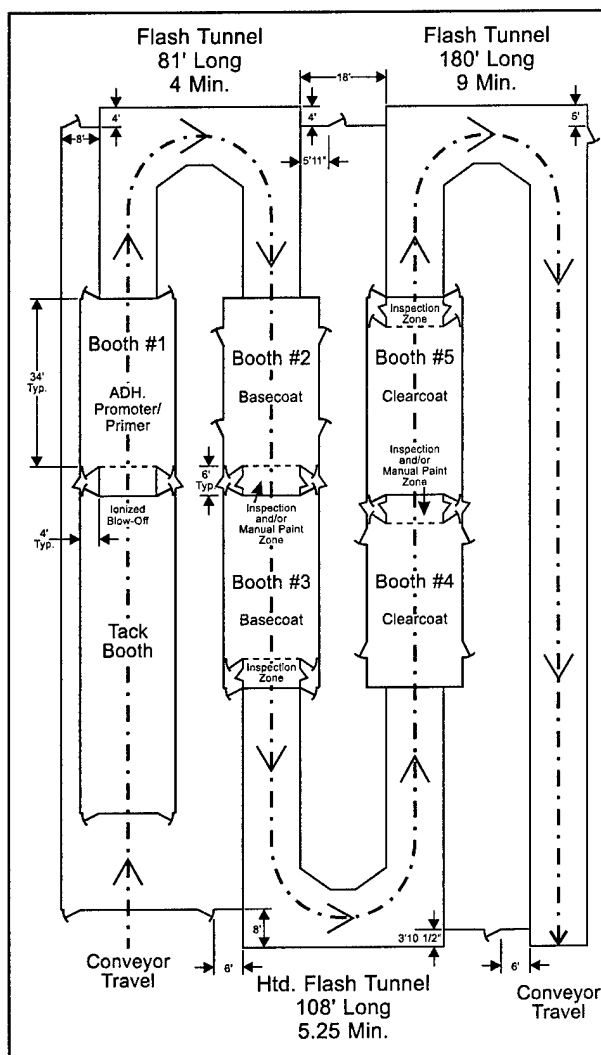 Flash Tunnel
81' Long
4 Min.
Flash Tunnel
180' Long
9 Min.
18'
4'
4'
5'
8'
5'11"
Inspection
Zone
Booth #1
Booth #2
Booth #5
34'
Typ.
ADH.
Promoter/
Primer
Basecoat
Clearcoat
6'
Typ.
Inspection
and/or
Manual Paint
Zone
Ionized
Blow-Off
Inspection
and/or
Manual Paint
Zone
4'
Typ.
Booth #3
Booth #4
Basecoat
Clearcoat
Tack
Booth
Inspection
Zone
8'
3'10 1/2"
Conveyor
Travel
6'
Htd. Flash Tunnel
108' Long
5.25 Min.
6'
Conveyor
Travel